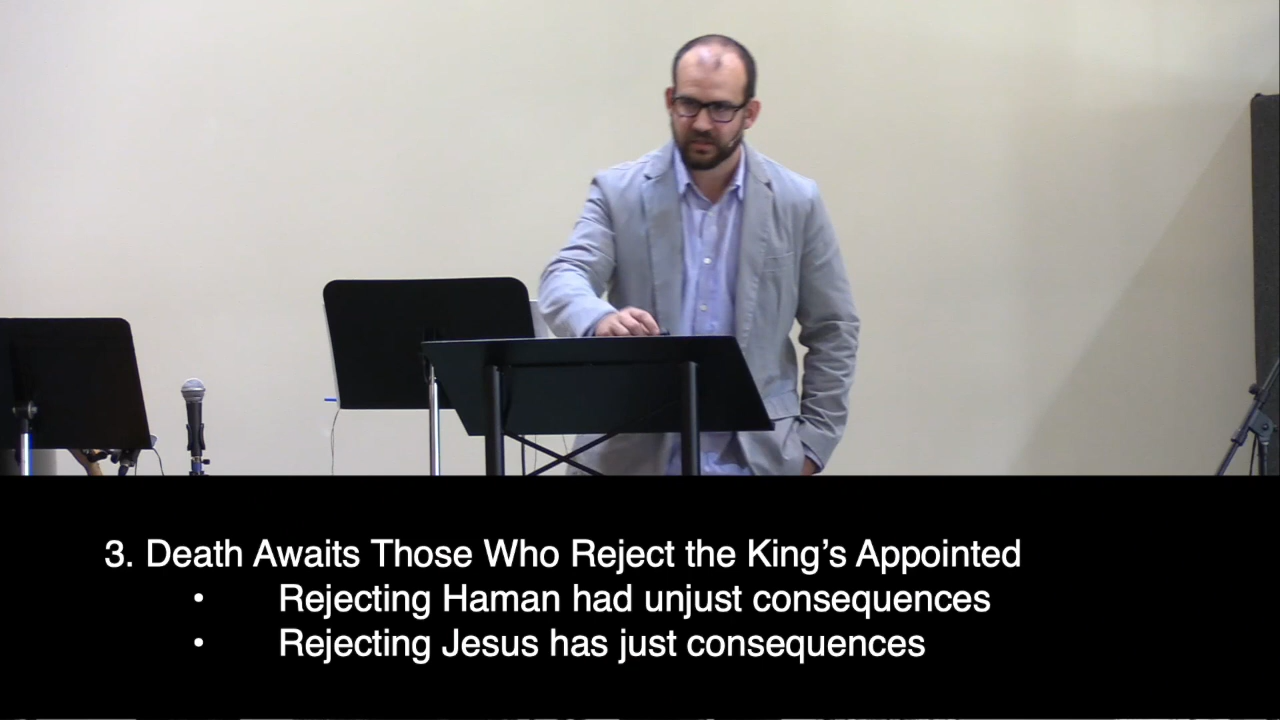 3. Death Awaits Those Who Reject the King’s Appointed
• Rejecting Haman had unjust consequences
• Rejecting Jesus has just consequences